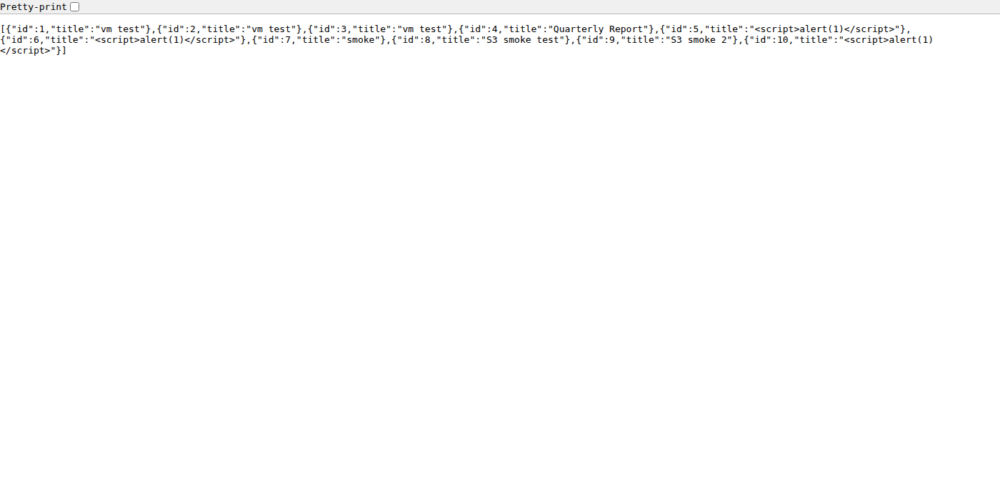 Pretty-print
[{"id":1,"title":"vm test"},{"id":2,"title":"vm test"},{"id":3,"title":"vm test"},{"id":4,"title":"Quarterly Report"},{"id":5,"title":"<script>alert(1)</script>"},
{"id":6,"title":"<script>alert(1)</script>"},{"id":7,"title":"smoke"},{"id":8,"title":"S3 smoke test"},{"id":9,"title":"S3 smoke 2"},{"id":10,"title":"<script>alert(1)
</script>"}]